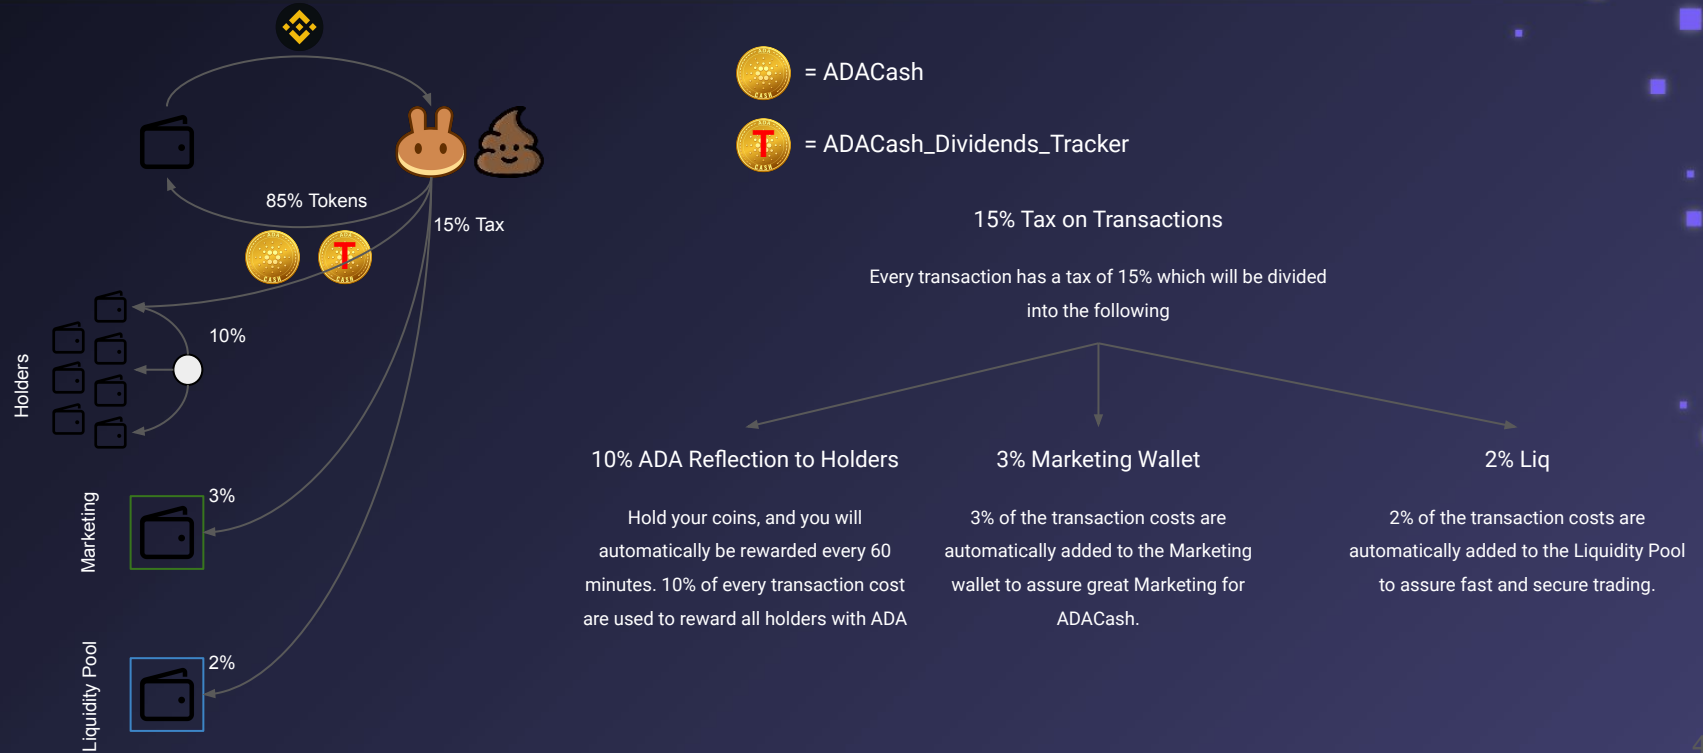 = ADACash
= ADACash_Dividends_Tracker
85% Tokens
15% Tax
T
T
10%
Holders
3%
Marketing
2%
Liquidity Pool
15% Tax on Transactions
Every transaction has a tax of 15% which will be divided
into the following
10% ADA Reflection to Holders
Hold your coins, and you will
automatically be rewarded every 60
minutes. 10% of every transaction cost
are used to reward all holders with ADA
3% Marketing Wallet
3% of the transaction costs are
automatically added to the Marketing
wallet to assure great Marketing for
ADACash.
2% Liq
2% of the transaction costs are
automatically added to the Liquidity Pool
to assure fast and secure trading.